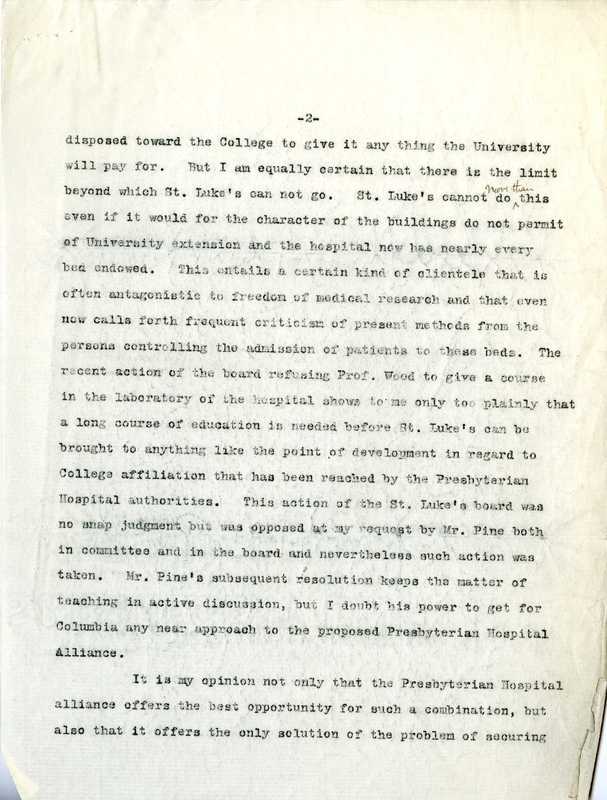 -2-
disposed toward the College to give it any thing the University
will pay for. But I am equally certain that there is the limit
beyond which St. Luke's can not go. St. Luke's cannot do more than this
even if it would for the character of the buildings do not permit
of University extension and the hospital now has nearly every
bed endowed. This entails a certain kind of clientele that is
often antagonistic to freedom of medical research and that even
now calls forth frequent criticism of present methods from the
persons controlling the admission of patients to these beds. The
recent action of the board refusing Prof. Wood to give a course
in the laboratory of the hospital shows to me only too plainly that
a long course of education is needed before St. Luke's can be
brought to anything like the point of development in regard to
College affiliation that has been reached by the Presbyterian
Hospital authorities. This action of the St. Luke's board was
no snap judgment but was opposed at my request by Mr. Pine both
in committee and in the board and nevertheless such action was
taken. Mr. Pine's subsequent resolution keeps the matter of
teaching in active discussion, but I doubt his power to get for
Columbia any near approach to the proposed Presbyterian Hospital
Alliance.
It is my opinion not only that the Presbyterian Hospital
alliance offers the best opportunity for such a combination, but
also that it offers the only solution of the problem of securing